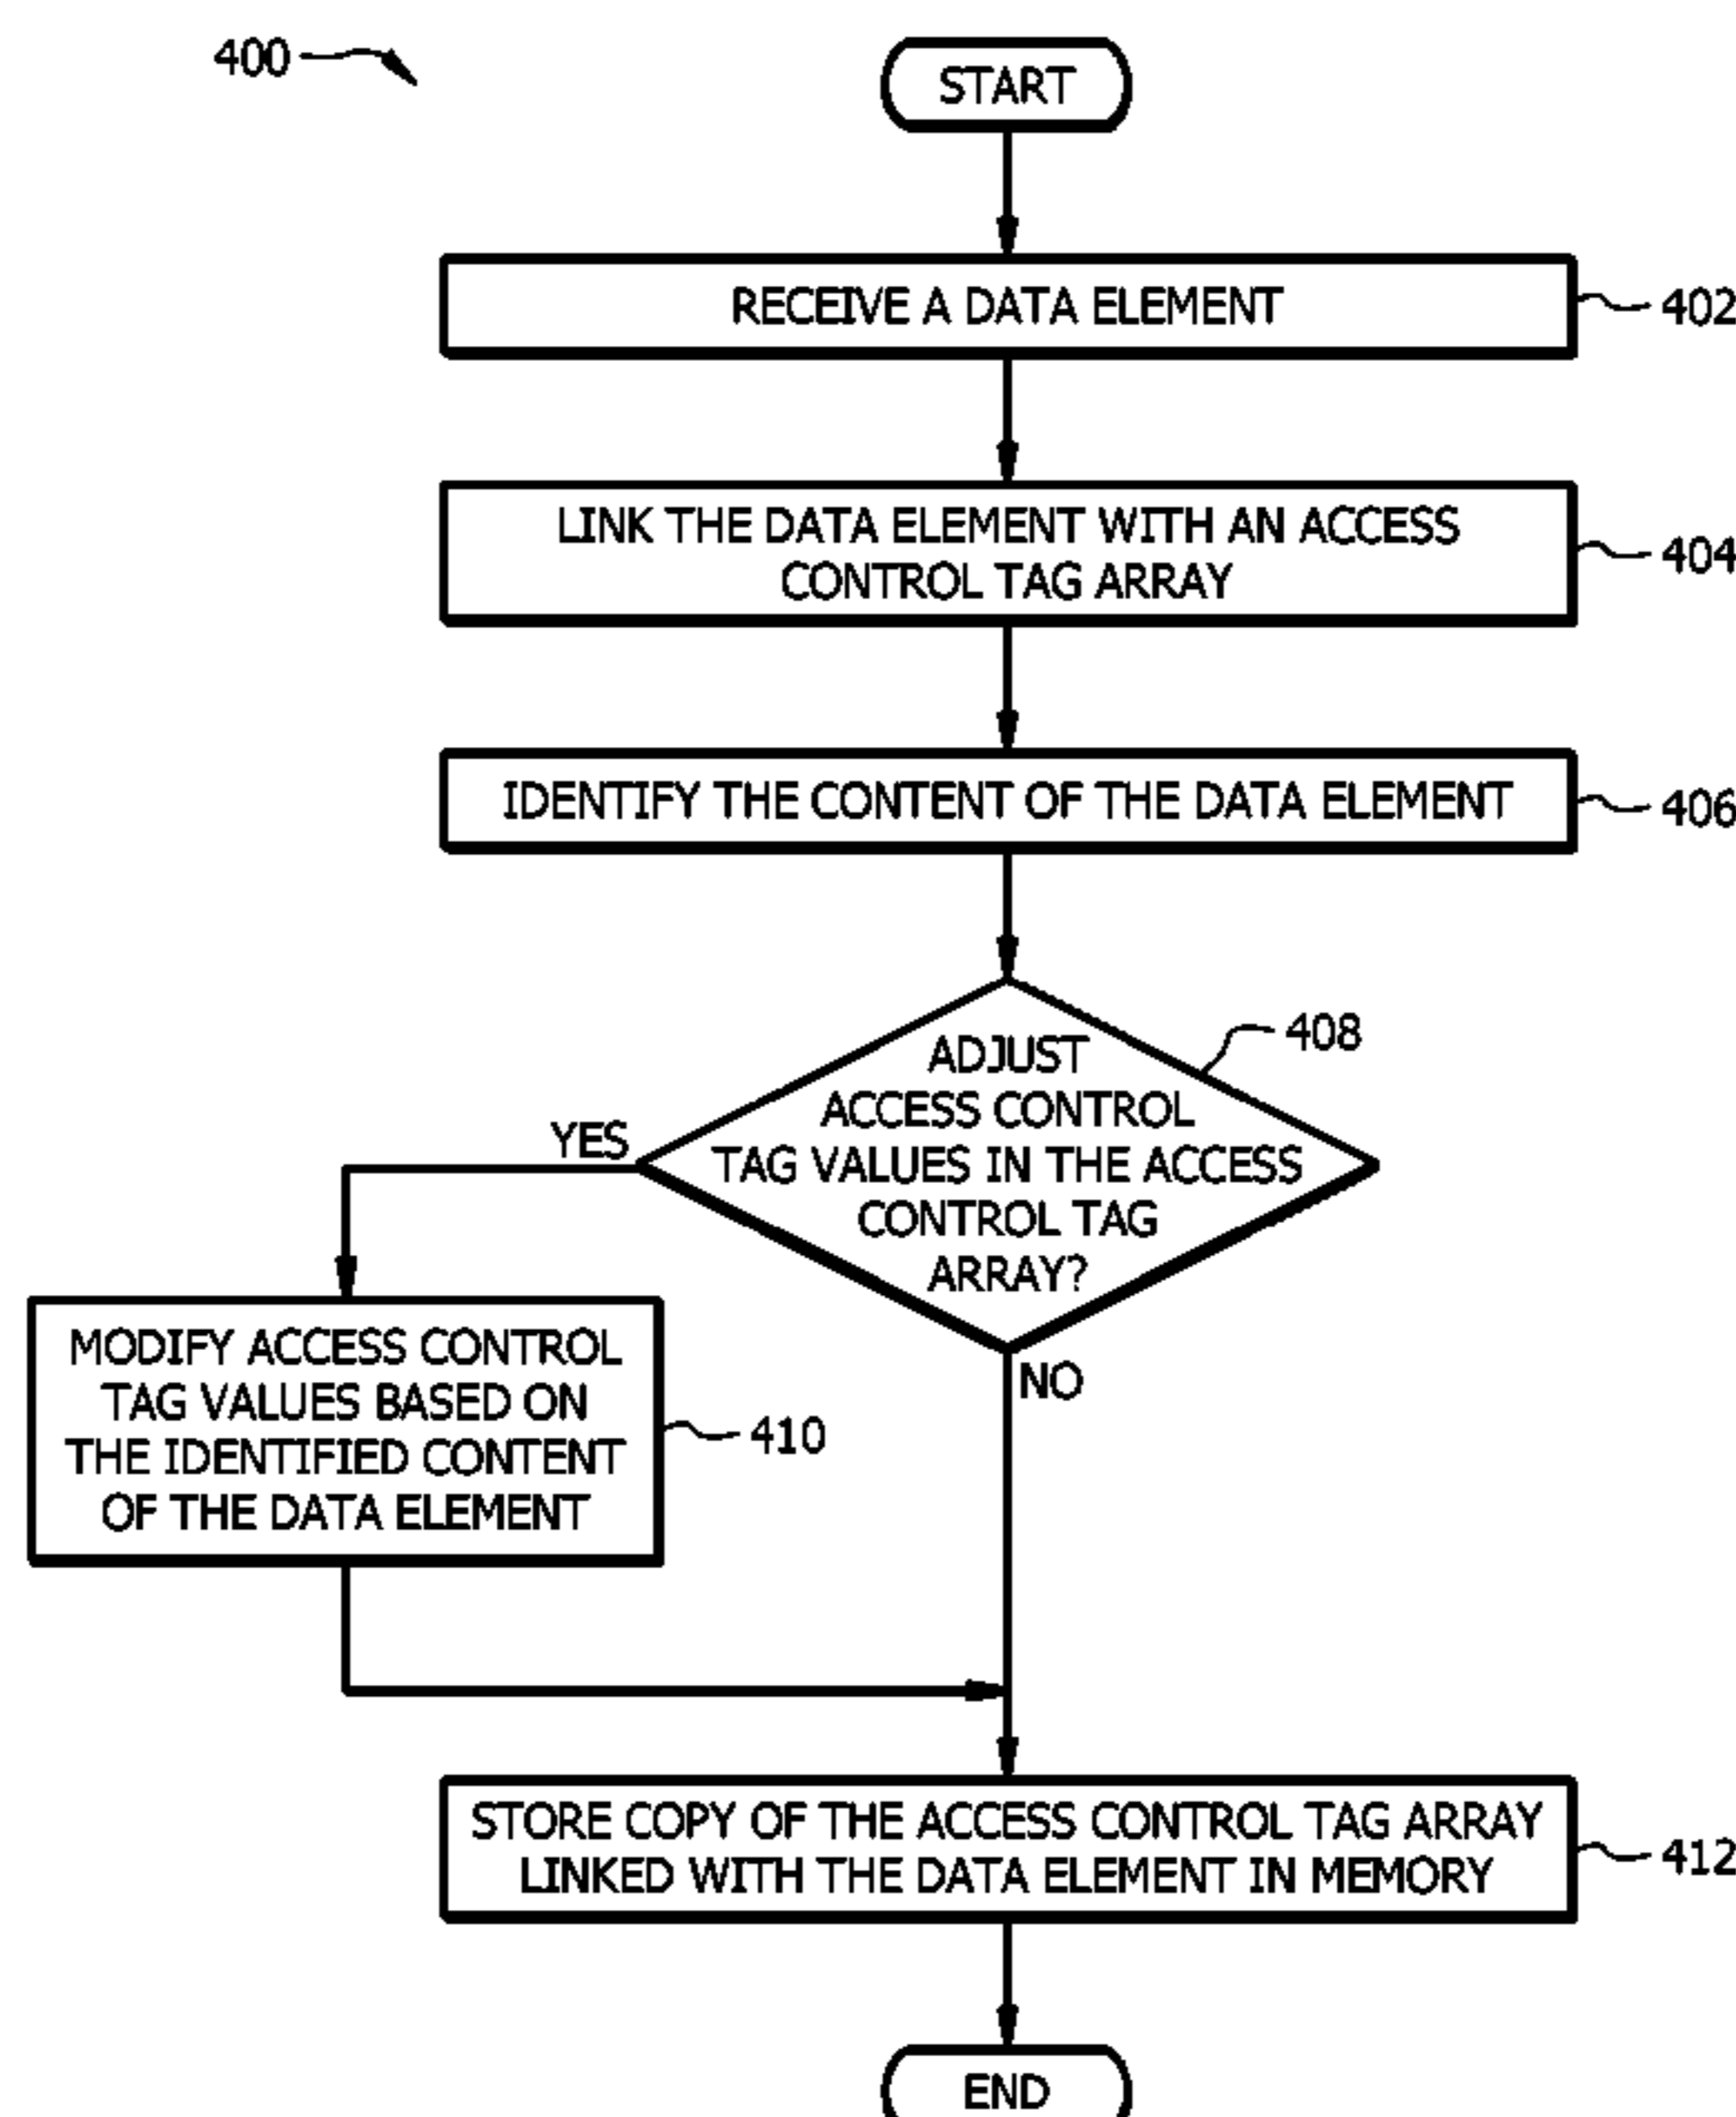 400
START
RECEIVE A DATA ELEMENT
402
LINK THE DATA ELEMENT WITH AN ACCESS
CONTROL TAG ARRAY
404
IDENTIFY THE CONTENT OF THE DATA ELEMENT
406
ADJUST
ACCESS CONTROL
TAG VALUES IN THE ACCESS
CONTROL TAG
ARRAY?
408
YES
NO
MODIFY ACCESS CONTROL
TAG VALUES BASED ON
THE IDENTIFIED CONTENT
OF THE DATA ELEMENT
410
STORE COPY OF THE ACCESS CONTROL TAG ARRAY
LINKED WITH THE DATA ELEMENT IN MEMORY
412
END